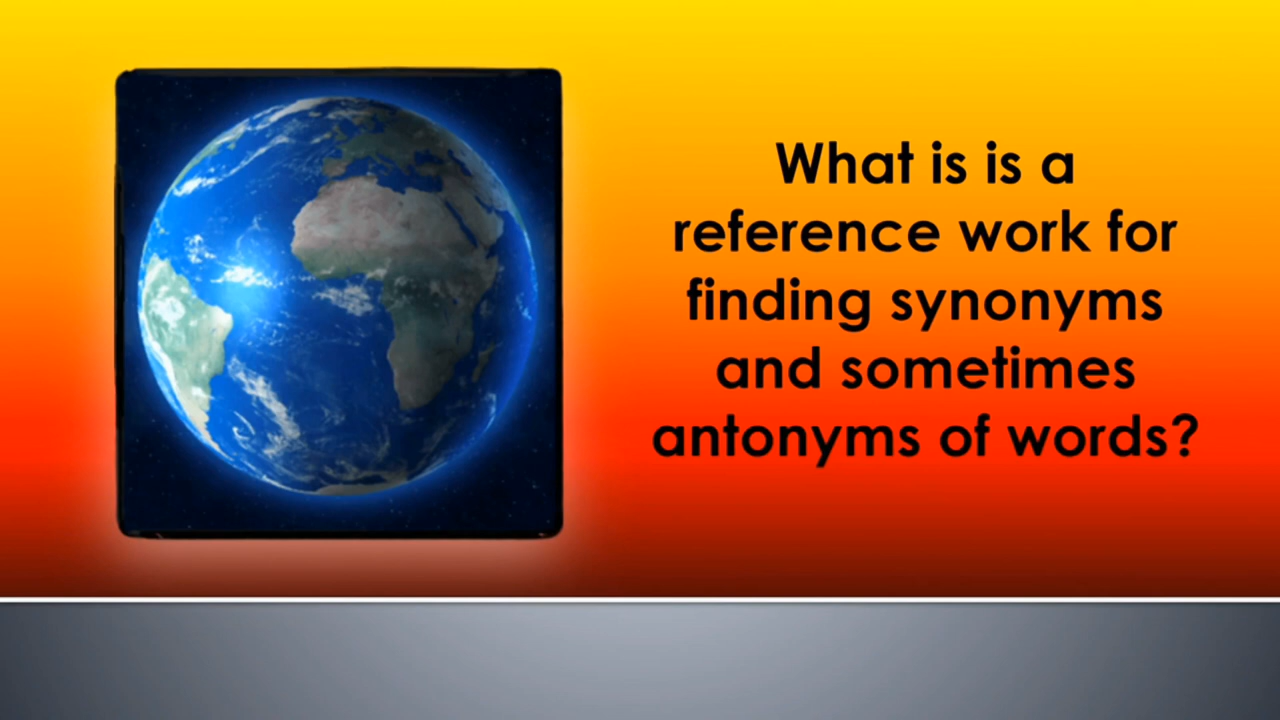 What is is a
reference work for
finding synonyms
and sometimes
antonyms of words?